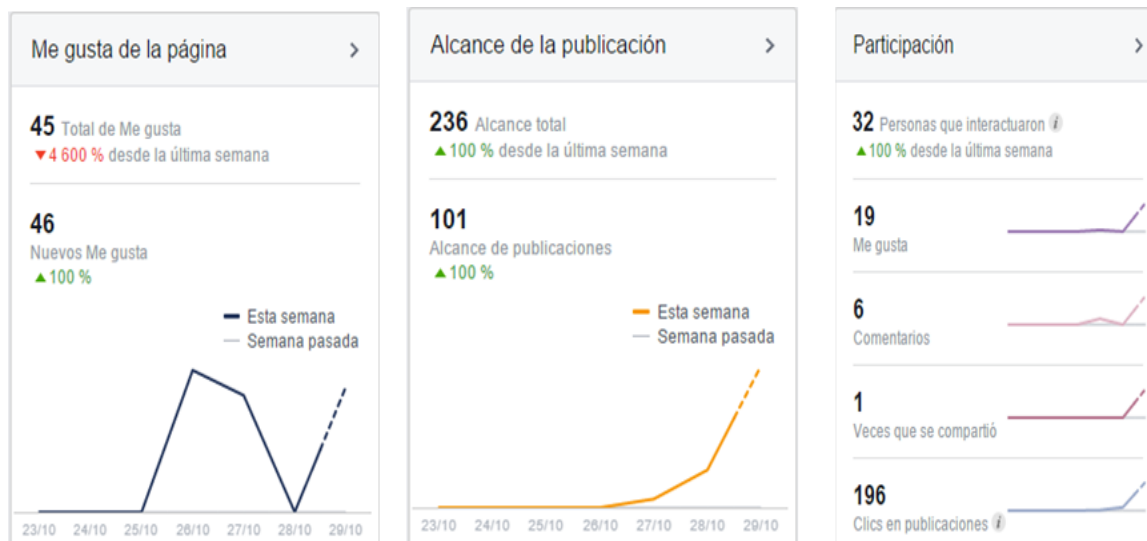 Me gusta de la página
45 Total de Me gusta
▼4 600 % desde la última semana
46
Nuevos Me gusta
▲100 %
Esta semana
Semana pasada
23/10 24/10 25/10 26/10 27/10 28/10 29/10
Alcance de la publicación
236 Alcance total
▲100 % desde la última semana
101
Alcance de publicaciones
▲100 %
Esta semana
Semana pasada
23/10 24/10 25/10 26/10 27/10 28/10 29/10
Participación
32 Personas que interactuaron i
▲100 % desde la última semana
19
Me gusta
6
Comentarios
1
Veces que se compartió
196
Clics en publicaciones i